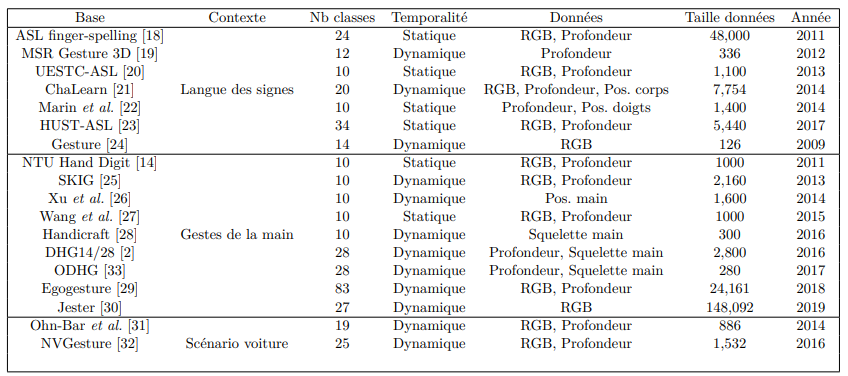 Base Contexte Nb classes Temporalité Données Taille données Année
ASL finger-spelling [18] 24 Statique RGB, Profondeur 48,000 2011
MSR Gesture 3D [19] 12 Dynamique Profondeur 336 2012
UESTC-ASL [20] 10 Statique RGB, Profondeur 1,100 2013
ChaLearn [21] Langue des signes 20 Dynamique RGB, Profondeur, Pos. corps 7,754 2014
Marin et al. [22] 10 Statique Profondeur, Pos. doigts 1,400 2014
HUST-ASL [23] 34 Statique RGB, Profondeur 5,440 2017
Gesture [24] 14 Dynamique RGB 126 2009
NTU Hand Digit [14] 10 Statique RGB, Profondeur 1000 2011
SKIG [25] 10 Dynamique RGB, Profondeur 2,160 2013
Xu et al. [26] 10 Dynamique Pos. main 1,600 2014
Wang et al. [27] 10 Statique RGB, Profondeur 1000 2015
Handicraft [28] Gestes de la main 10 Dynamique Squelette main 300 2016
DHG14/28 [2] 28 Dynamique Profondeur, Squelette main 2,800 2016
ODHG [33] 28 Dynamique Profondeur, Squelette main 280 2017
Egogesture [29] 83 Dynamique RGB, Profondeur 24,161 2018
Jester [30] 27 Dynamique RGB 148,092 2019
Ohn-Bar et al. [31] 19 Dynamique RGB, Profondeur 886 2014
NVGesture [32] Scénario voiture 25 Dynamique RGB, Profondeur 1,532 2016